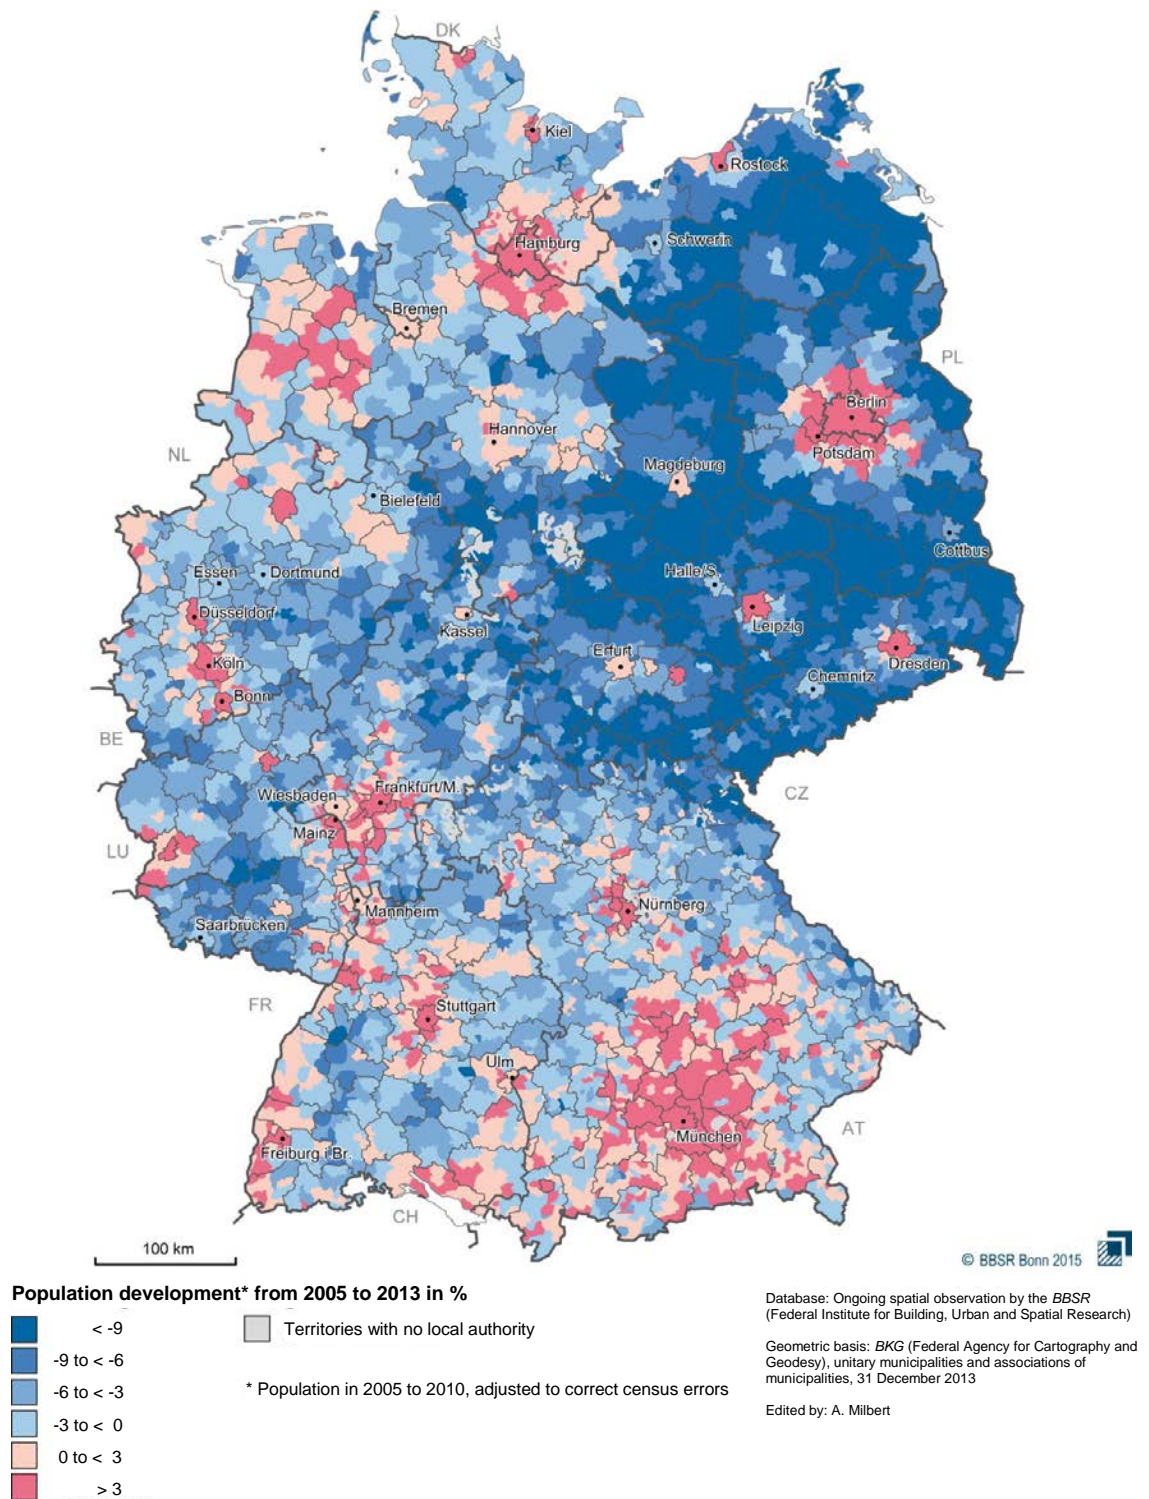 DK
Kiel
Rostock
Schwerin
Hamburg
Bremen
PL
Berlin
Hannover
Potsdam
NL
Magdeburg
Bielefeld
Cottbus
Essen
Dortmund
Halle/S.
Düsseldorf
Leipzig
Kassel
Erfurt
Dresden
Köln
Chemnitz
Bonn
BE
Wiesbaden
Frankfurt/M.
CZ
Mainz
LU
Nürnberg
Mannheim
Saarbrücken
FR
Stuttgart
Ulm
AT
München
Freiburg i.Br.
CH
100 km
© BBSR Bonn 2015
Population development* from 2005 to 2013 in %
< -9
-9 to < -6
-6 to < -3
-3 to < 0
0 to < 3
> 3
Territories with no local authority
* Population in 2005 to 2010, adjusted to correct census errors
Database: Ongoing spatial observation by the BBSR
(Federal Institute for Building, Urban and Spatial Research)
Geometric basis: BKG (Federal Agency for Cartography and
Geodesy), unitary municipalities and associations of
municipalities, 31 December 2013
Edited by: A. Milbert